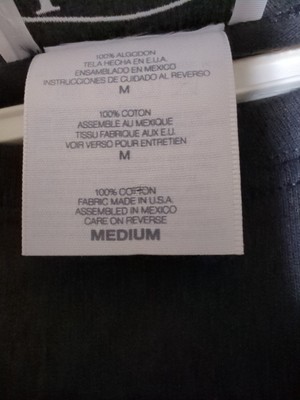 100% ALGODON
TELA HECHA EN E.U.A.
ENSAMBLADO EN MEXICO
INSTRUCCIONES DE CUIDADO AL REVERSO
M
100% COTON
ASSEMBLE AU MEXIQUE
TISSU FABRIQUE AUX E.U.
VOIR VERSO POUR ENTRETIEN
M
100% COTTON
FABRIC MADE IN U.S.A.
ASSEMBLED IN MEXICO
CARE ON REVERSE
MEDIUM